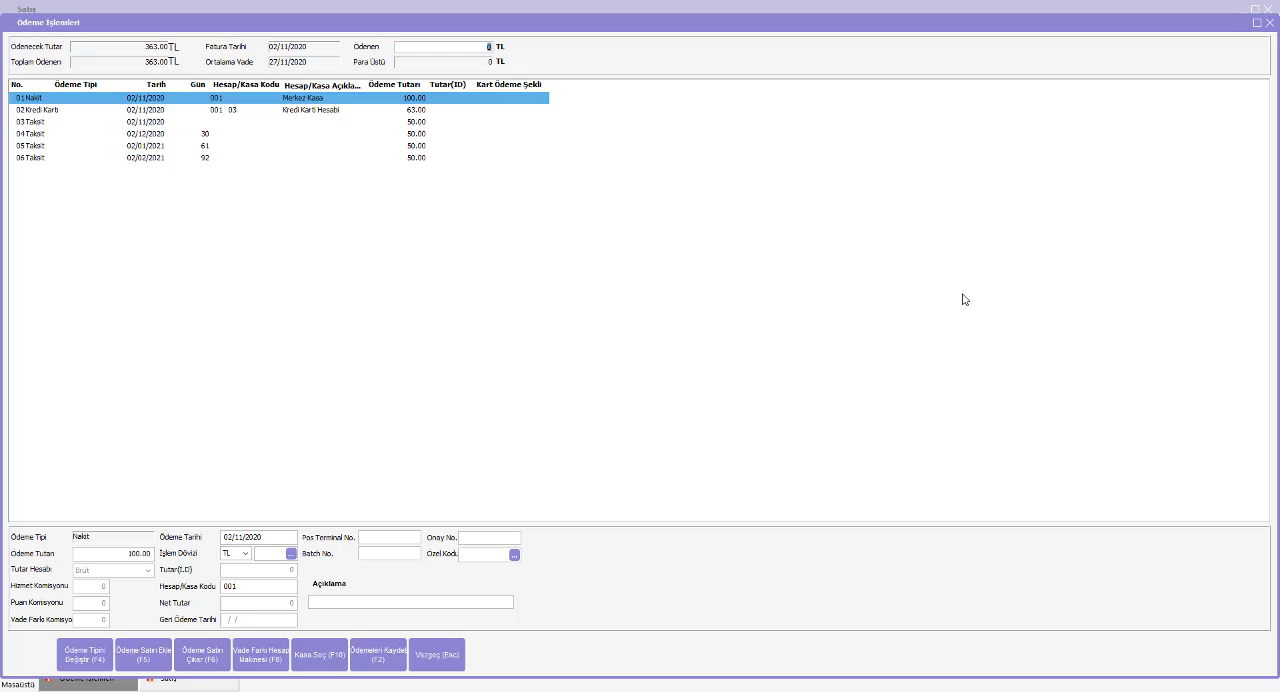 Satış
Ödeme İşlemleri
Ödenecek Tutar 363.00 TL Fatura Tarihi 02/11/2020 Ödenen 0 TL
Toplam Ödenen 363.00 TL Ortalama Vade 27/11/2020 Para Üstü 0 TL
No. Ödeme Tipi Tarih Gün Hesap/Kasa Kodu Hesap/Kasa Açıkla... Ödeme Tutarı Tutar(ID) Kart Ödeme Şekli
01 Nakit 02/11/2020 001 Merkez Kasa 100.00
02 Kredi Kartı 02/11/2020 001 03 Kredi Karti Hesabi 63.00
03 Taksit 02/11/2020 50.00
04 Taksit 02/12/2020 30 50.00
05 Taksit 02/01/2021 61 50.00
06 Taksit 02/02/2021 92 50.00
Ödeme Tipi Nakit Ödeme Tarihi 02/11/2020 Pos Terminal No. Onay No.
Ödeme Tutarı 100.00 İşlem Dövizi TL ... Batch No. Özel Kodu ...
Tutar Hesabı Brüt Tutar(İ.D) 0
Hizmet Komisyonu 0 Hesap/Kasa Kodu 001 Açıklama
Puan Komisyonu 0 Net Tutar 0
Vade Farkı Komisyo 0 Geri Ödeme Tarihi / /
Ödeme Tipini Değiştir (F4) Ödeme Satırı Ekle (F5) Ödeme Satırı Çıkar (F6) Vade Farkı Hesap Makinesi (F8) Kasa Seç (F10) Ödemeleri Kaydet (F2) Vazgeç (Esc)
Masaüstü Ödeme İşlemleri Satış